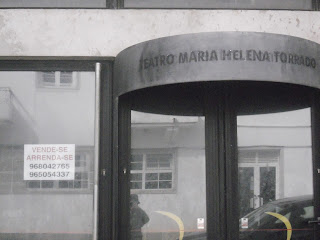 TEATRO MARIA HELENA TORRADO
VENDE-SE
ARRENDA-SE
960042765
965054337